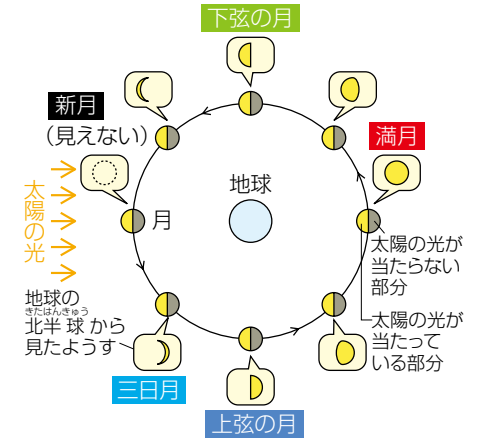 下弦の月
新月
（見えない）
満月
太陽の光
地球
月
太陽の光が
当たらない
部分
太陽の光が
当たって
いる部分
地球の
きたはんきゅう
北半球から
見たようす
三日月
上弦の月